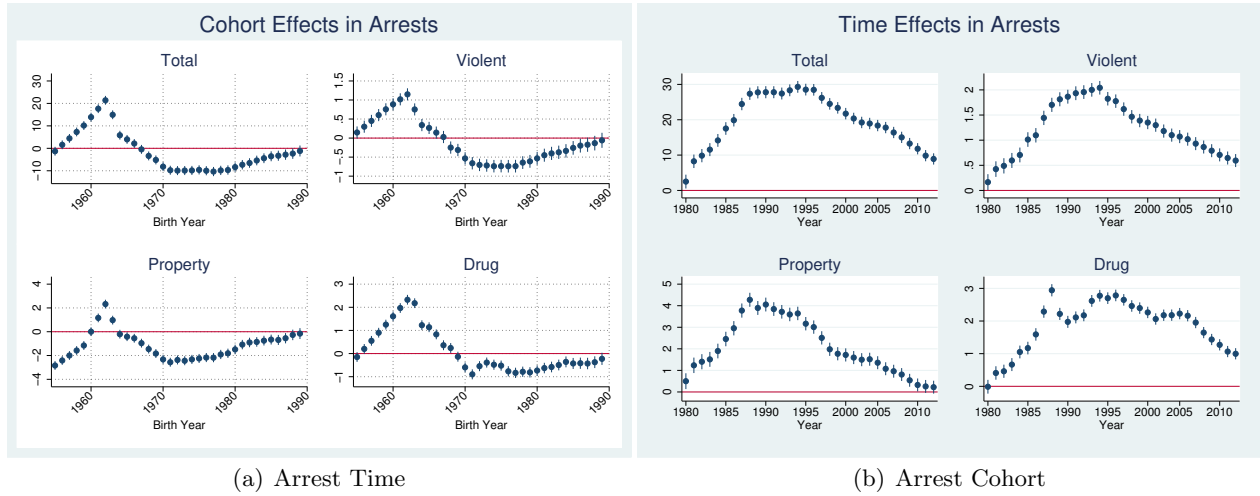 Cohort Effects in Arrests
Total
30
20
10
0
−10
1960
1970
1980
1990
Birth Year
Violent
1.5
1
.5
0
−.5
−1
1960
1970
1980
1990
Birth Year
Property
4
2
0
−2
−4
1960
1970
1980
1990
Birth Year
Drug
3
2
1
0
−1
1960
1970
1980
1990
Birth Year
(a) Arrest Time
Time Effects in Arrests
Total
30
20
10
0
1980 1985 1990 1995 2000 2005 2010
Year
Violent
2
1.5
1
.5
0
1980 1985 1990 1995 2000 2005 2010
Year
Property
5
4
3
2
1
0
1980 1985 1990 1995 2000 2005 2010
Year
Drug
3
2
1
0
1980 1985 1990 1995 2000 2005 2010
Year
(b) Arrest Cohort